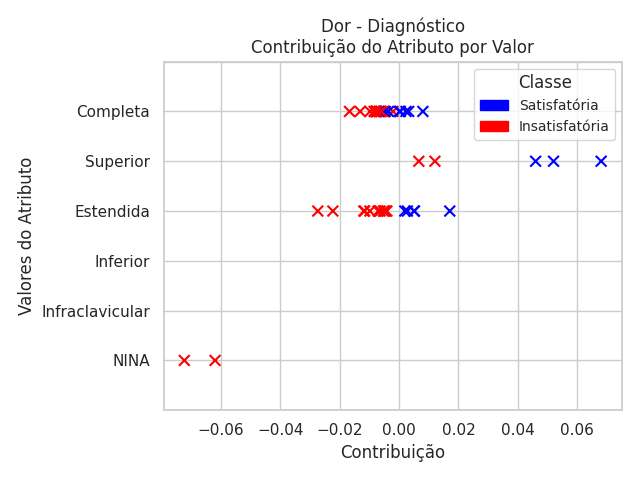 Dor - Diagnóstico
Contribuição do Atributo por Valor
Classe
Satisfatória
Insatisfatória
Valores do Atributo
Completa
Superior
Estendida
Inferior
Infraclavicular
NINA
−0.06 −0.04 −0.02 0.00 0.02 0.04 0.06
Contribuição